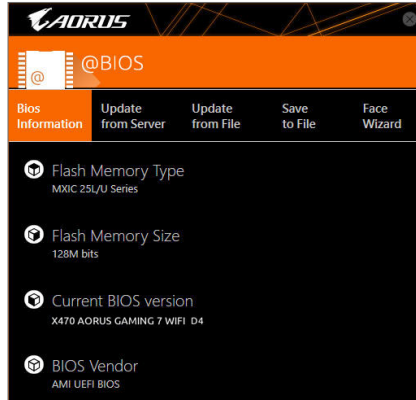 AORUS
@
@BIOS
Bios
Information
Update
from Server
Update
from File
Save
to File
Face
Wizard
Flash Memory Type
MXIC 25L/U Series
Flash Memory Size
128M bits
Current BIOS version
X470 AORUS GAMING 7 WIFI D4
BIOS Vendor
AMI UEFI BIOS